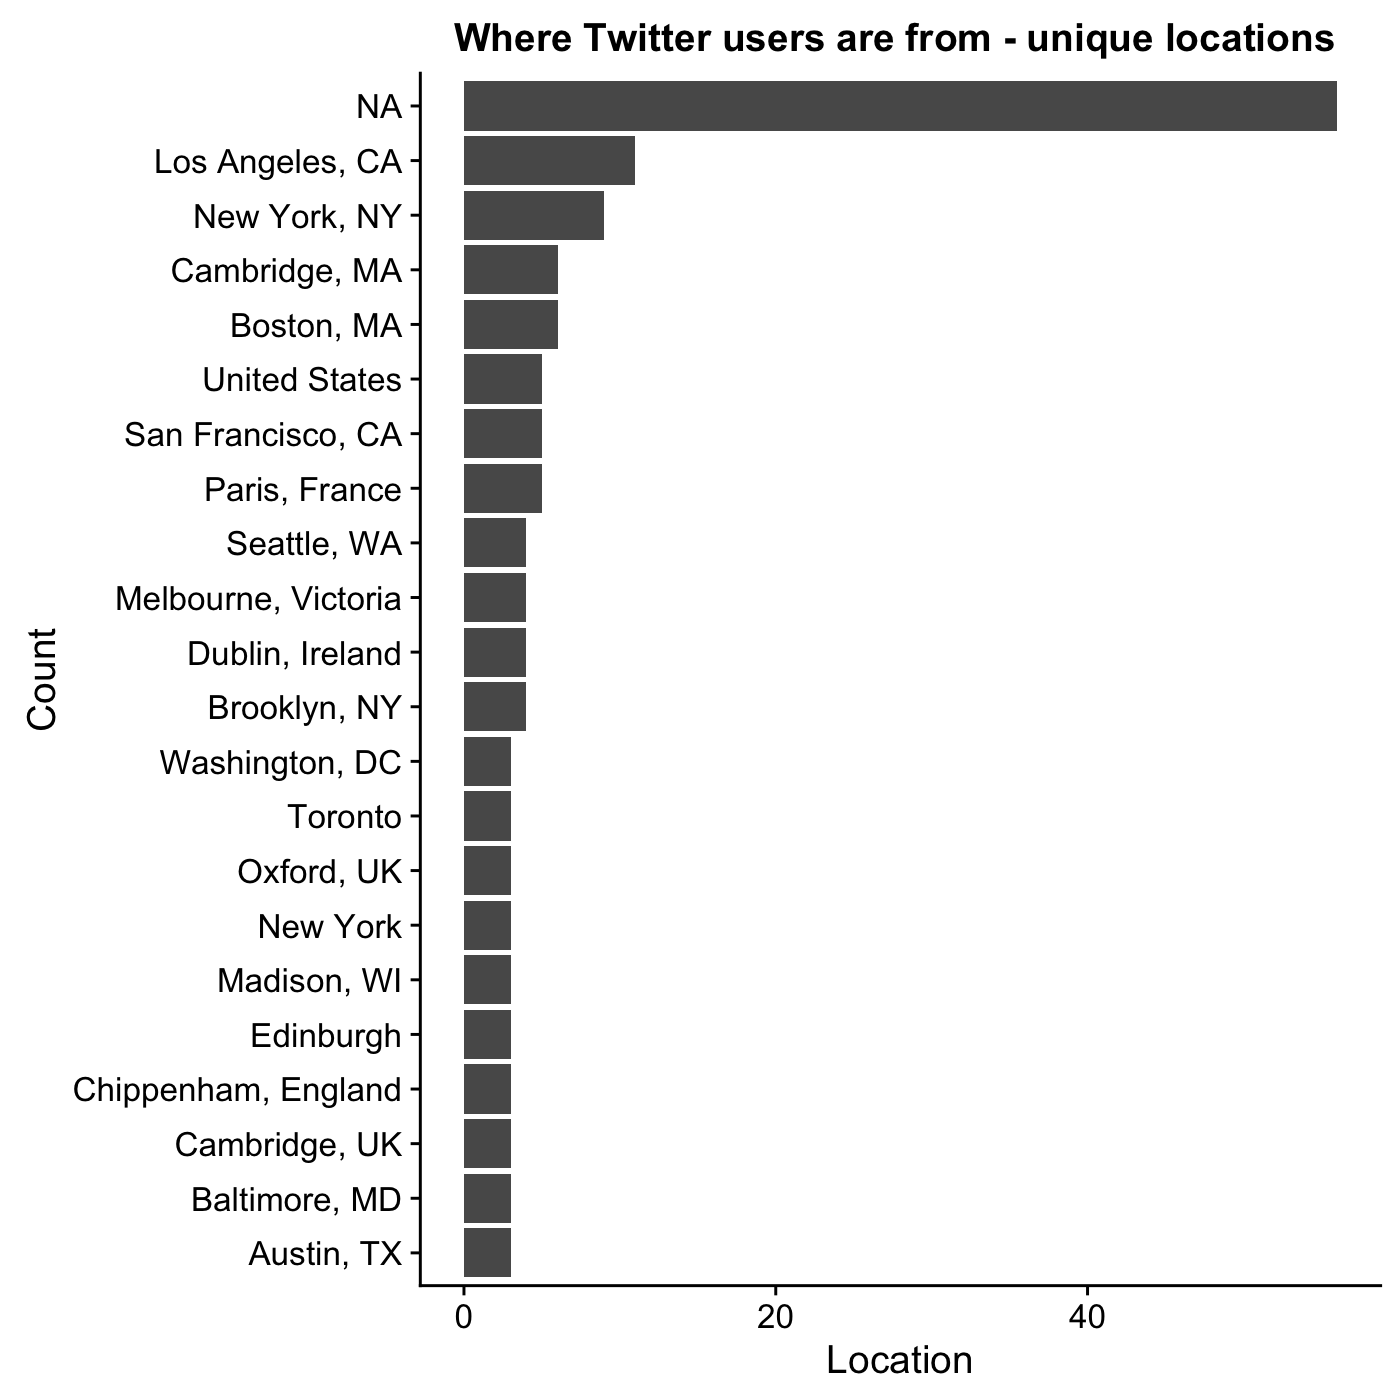 Where Twitter users are from - unique locations
NA
Los Angeles, CA
New York, NY
Cambridge, MA
Boston, MA
United States
San Francisco, CA
Paris, France
Seattle, WA
Melbourne, Victoria
Dublin, Ireland
Brooklyn, NY
Washington, DC
Toronto
Oxford, UK
New York
Madison, WI
Edinburgh
Chippenham, England
Cambridge, UK
Baltimore, MD
Austin, TX
Count
0 20 40
Location